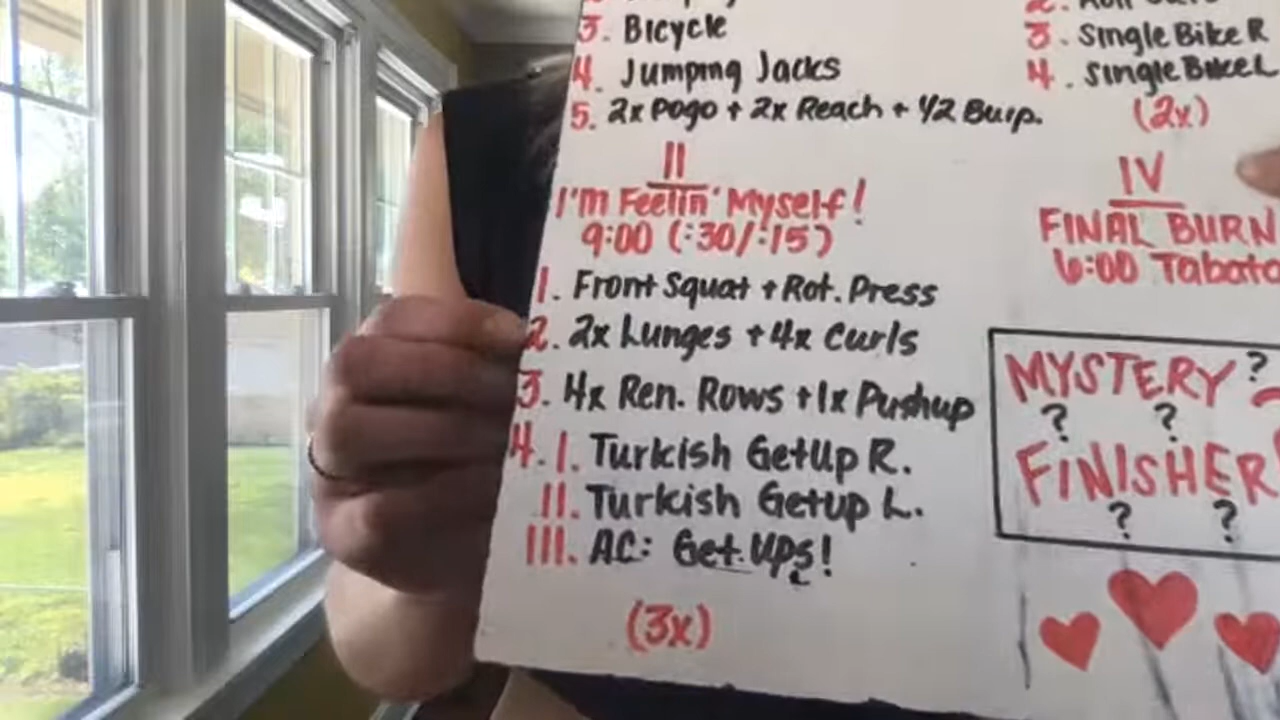 3. Bicycle
4. Jumping Jacks
5. 2x Pogo + 2x Reach + 1/2 Burp.
II
I'm Feelin' Myself!
9:00 (:30/:15)
1. Front Squat + Rot. Press
2. 2x Lunges + 4x Curls
3. 4x Ren. Rows + 1x Pushup
4. I. Turkish GetUp R.
II. Turkish Getup L.
III. AC: Get Ups!
(3x)
3. Single Bike R
4. Single Bike L
(2x)
IV
FINAL BURN
6:00 Tabata
MYSTERY ?
? ?
FINISHER
? ?